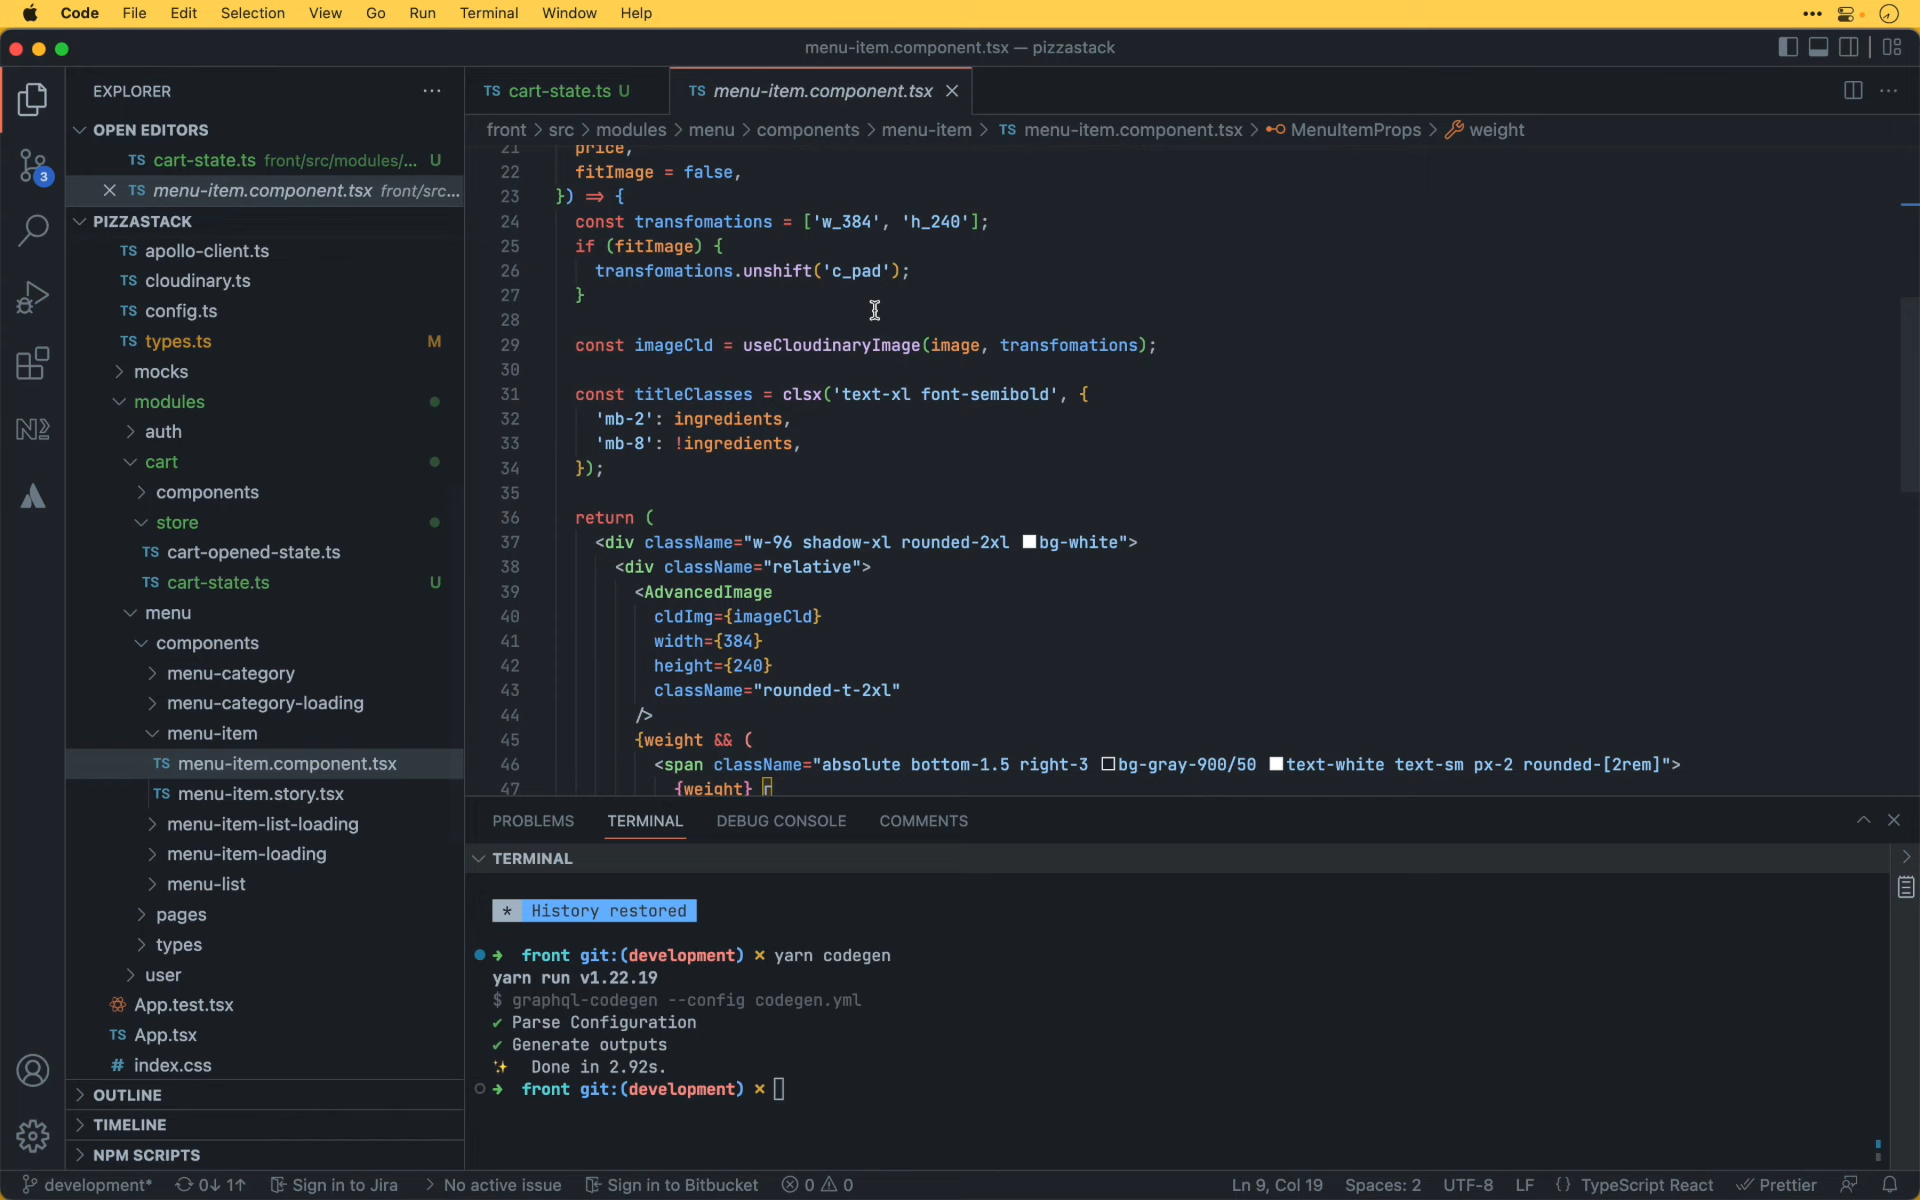 Code File Edit Selection View Go Run Terminal Window Help
menu-item.component.tsx — pizzastack
EXPLORER
OPEN EDITORS
TS cart-state.ts front/src/modules/... U
TS menu-item.component.tsx front/src...
PIZZASTACK
TS apollo-client.ts
TS cloudinary.ts
TS config.ts
TS types.ts M
mocks
modules
auth
cart
components
store
TS cart-opened-state.ts
TS cart-state.ts U
menu
components
menu-category
menu-category-loading
menu-item
TS menu-item.component.tsx
TS menu-item.story.tsx
menu-item-list-loading
menu-item-loading
menu-list
pages
types
user
App.test.tsx
TS App.tsx
# index.css
OUTLINE
TIMELINE
NPM SCRIPTS
3
TS cart-state.ts U
TS menu-item.component.tsx
front > src > modules > menu > components > menu-item > TS menu-item.component.tsx > MenuItemProps > weight
21 price,
22 fitImage = false,
23 }) => {
24 const transfomations = ['w_384', 'h_240'];
25 if (fitImage) {
26 transfomations.unshift('c_pad');
27 }
28
29 const imageCld = useCloudinaryImage(image, transfomations);
30
31 const titleClasses = clsx('text-xl font-semibold', {
32 'mb-2': ingredients,
33 'mb-8': !ingredients,
34 });
35
36 return (
37 <div className="w-96 shadow-xl rounded-2xl bg-white">
38 <div className="relative">
39 <AdvancedImage
40 cldImg={imageCld}
41 width={384}
42 height={240}
43 className="rounded-t-2xl"
44 />
45 {weight && (
46 <span className="absolute bottom-1.5 right-3 bg-gray-900/50 text-white text-sm px-2 rounded-[2rem]">
47 {weight}
PROBLEMS TERMINAL DEBUG CONSOLE COMMENTS
TERMINAL
* History restored
➜ front git:(development) × yarn codegen
yarn run v1.22.19
$ graphql-codegen --config codegen.yml
✔ Parse Configuration
✔ Generate outputs
✨ Done in 2.92s.
➜ front git:(development) ×
development* 0↓ 1↑ Sign in to Jira No active issue Sign in to Bitbucket 0 0 Ln 9, Col 19 Spaces: 2 UTF-8 LF {} TypeScript React Prettier